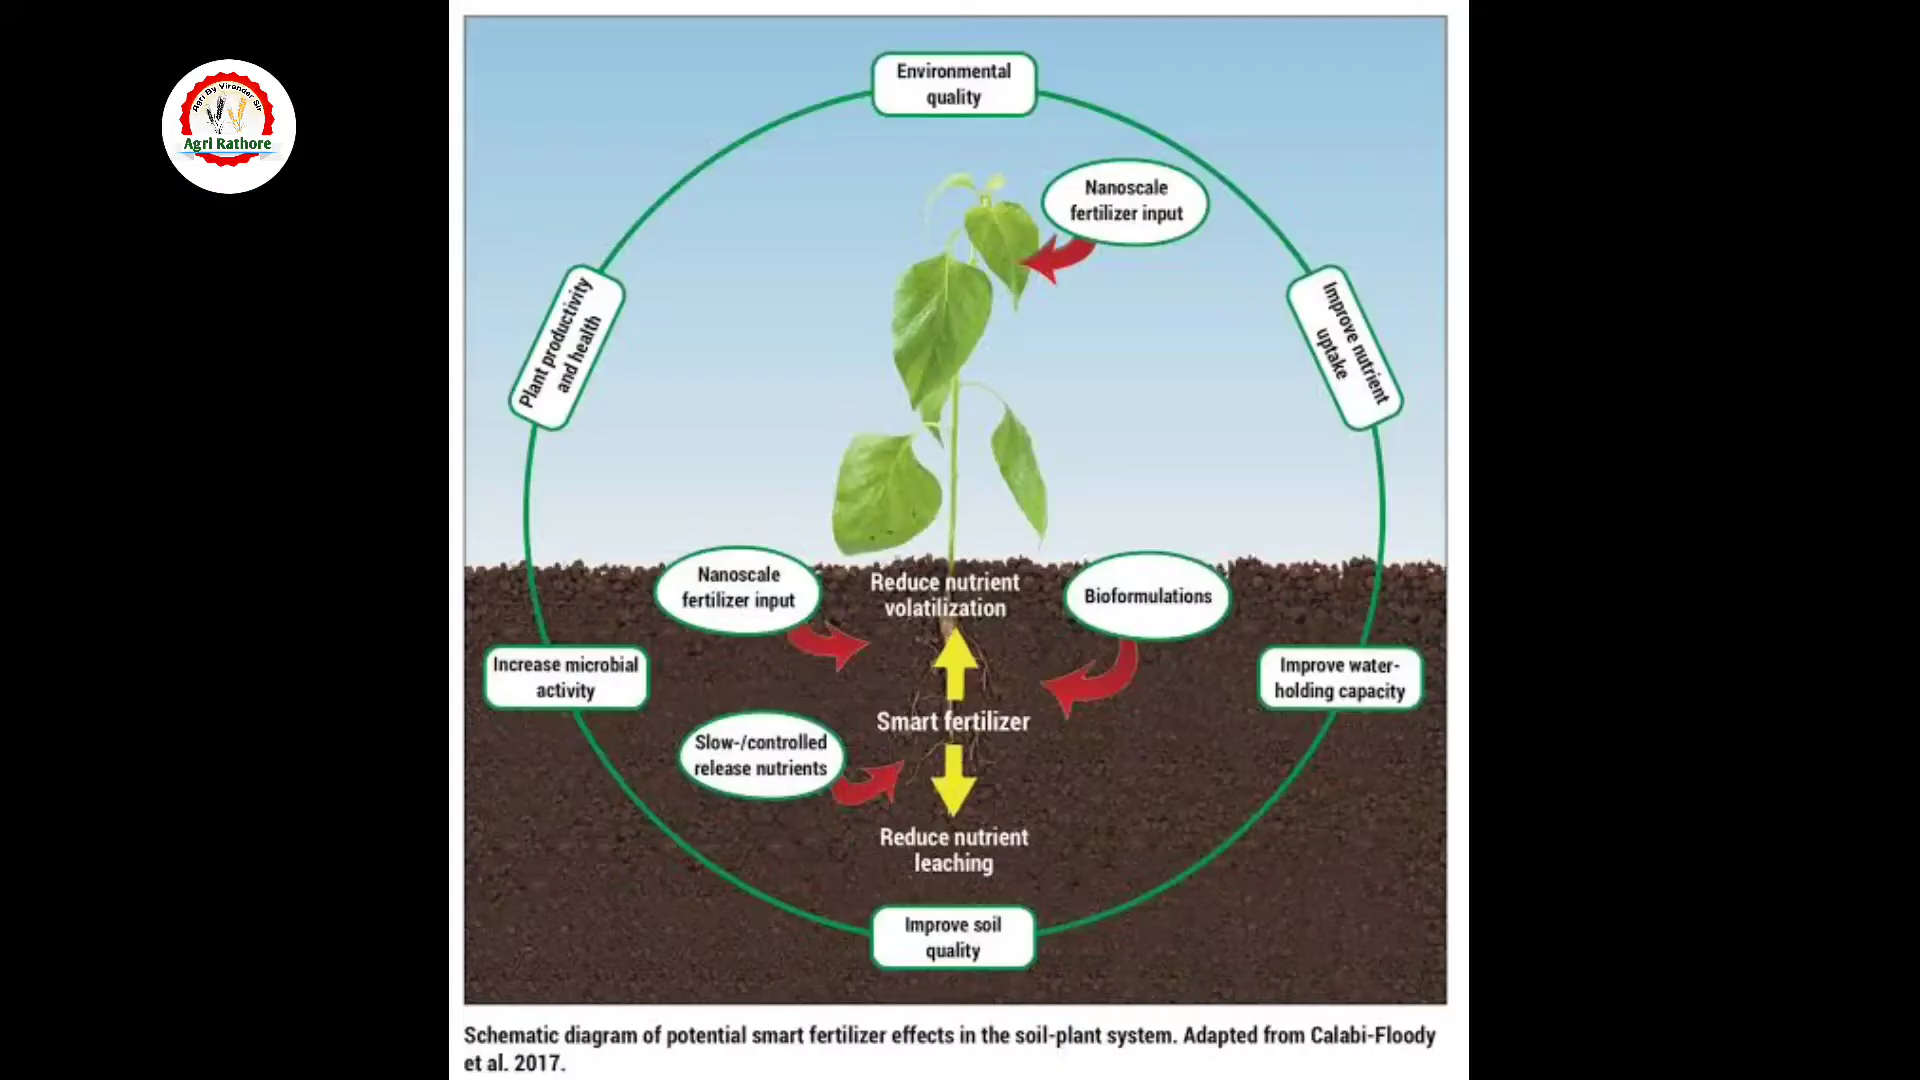 Agri By Virender Sir
Agri Rathore
Environmental
quality
Nanoscale
fertilizer input
Plant productivity
and health
Improve nutrient
uptake
Nanoscale
fertilizer input
Reduce nutrient
volatilization
Bioformulations
Increase microbial
activity
Improve water-
holding capacity
Smart fertilizer
Slow-/controlled
release nutrients
Reduce nutrient
leaching
Improve soil
quality
Schematic diagram of potential smart fertilizer effects in the soil-plant system. Adapted from Calabi-Floody
et al. 2017.